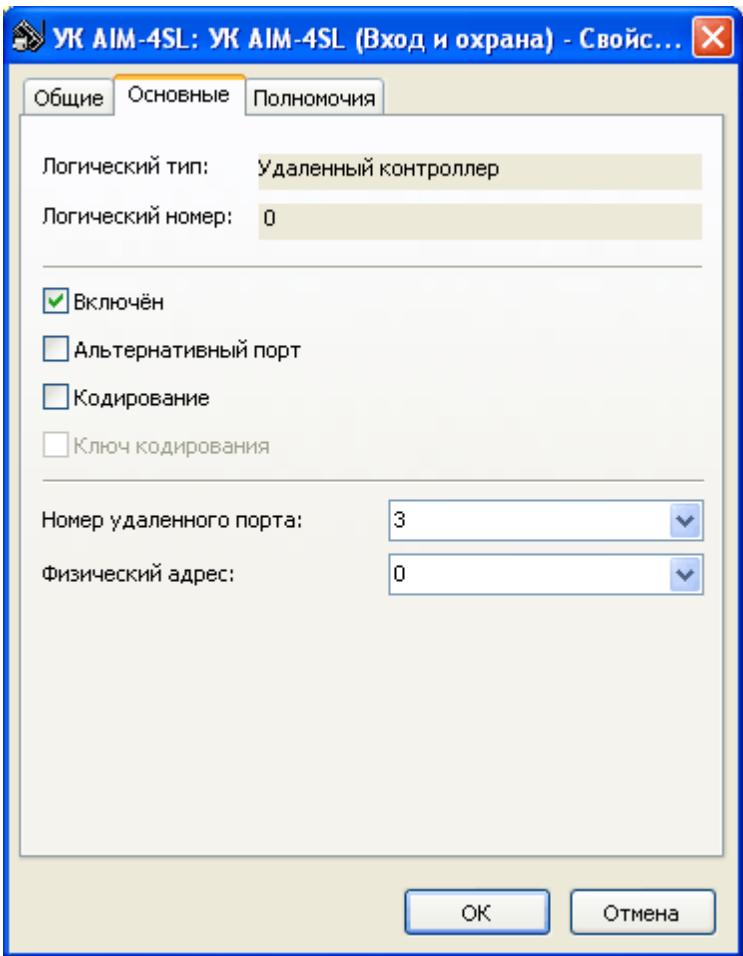 УК AIM-4SL: УК AIM-4SL (Вход и охрана) - Свойс...
Общие Основные Полномочия
Логический тип: Удаленный контроллер
Логический номер: 0
Включён
Альтернативный порт
Кодирование
Ключ кодирования
Номер удаленного порта: 3
Физический адрес: 0
ОК Отмена